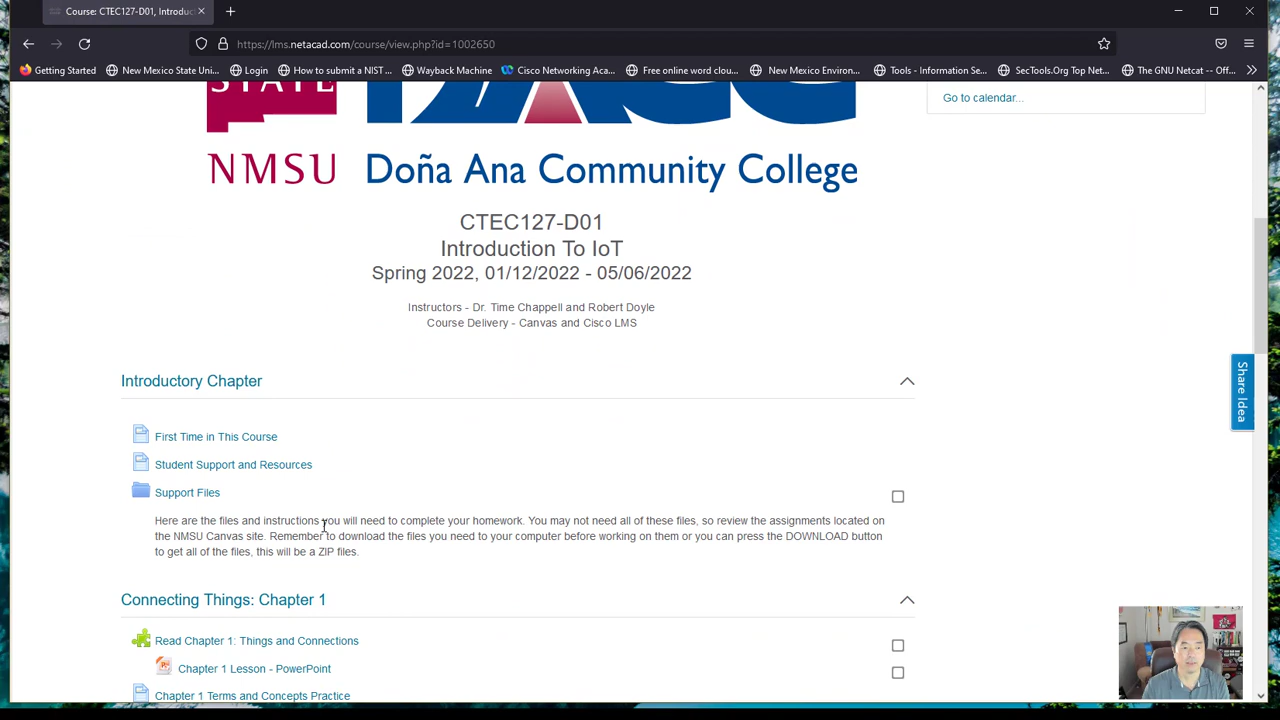 Course: CTEC127-D01, Introduct
https://lms.netacad.com/course/view.php?id=1002650
Getting Started
New Mexico State Uni...
Login
How to submit a NIST ...
Wayback Machine
Cisco Networking Aca...
Free online word clou...
New Mexico Environ...
Tools - Information Se...
SecTools.Org Top Net...
The GNU Netcat -- Off...
STATE DACC
Go to calendar...
NMSU Doña Ana Community College
CTEC127-D01
Introduction To IoT
Spring 2022, 01/12/2022 - 05/06/2022
Instructors - Dr. Time Chappell and Robert Doyle
Course Delivery - Canvas and Cisco LMS
Share Idea
Introductory Chapter
First Time in This Course
Student Support and Resources
Support Files
Here are the files and instructions you will need to complete your homework. You may not need all of these files, so review the assignments located on
the NMSU Canvas site. Remember to download the files you need to your computer before working on them or you can press the DOWNLOAD button
to get all of the files, this will be a ZIP files.
Connecting Things: Chapter 1
Read Chapter 1: Things and Connections
Chapter 1 Lesson - PowerPoint
Chapter 1 Terms and Concepts Practice